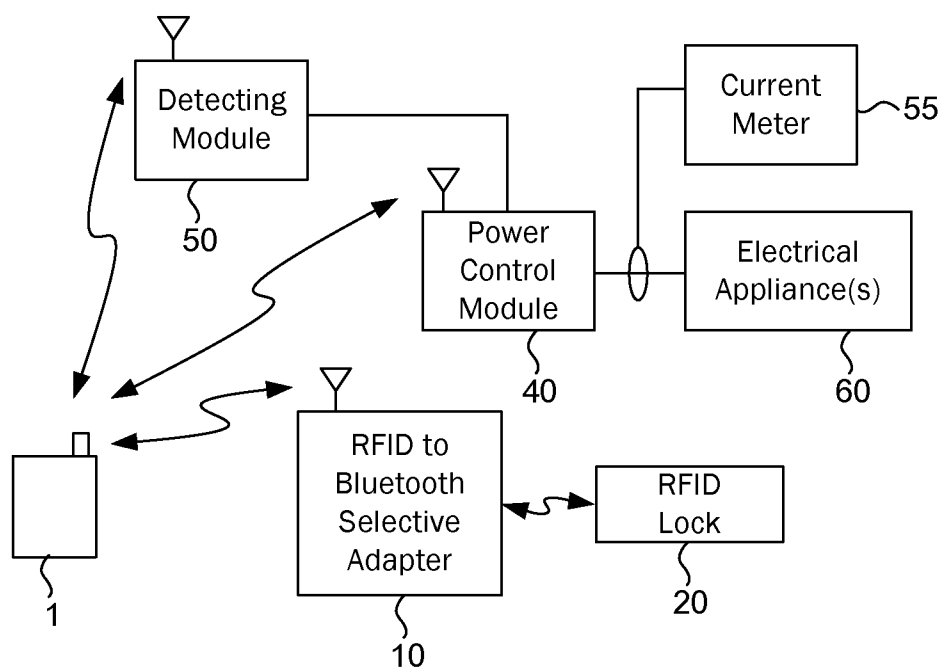 Detecting
Module
50
Current
Meter
55
Power
Control
Module
40
Electrical
Appliance(s)
60
RFID to
Bluetooth
Selective
Adapter
10
RFID
Lock
20
1